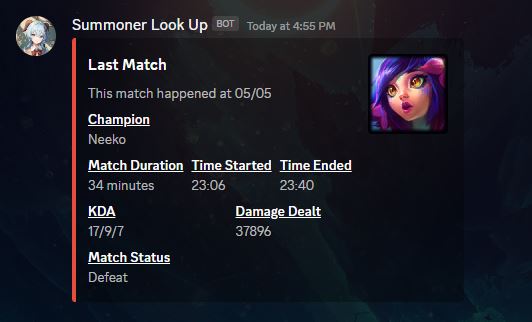 Summoner Look Up BOT Today at 4:55 PM
Last Match
This match happened at 05/05
Champion
Neeko
Match Duration Time Started Time Ended
34 minutes 23:06 23:40
KDA Damage Dealt
17/9/7 37896
Match Status
Defeat